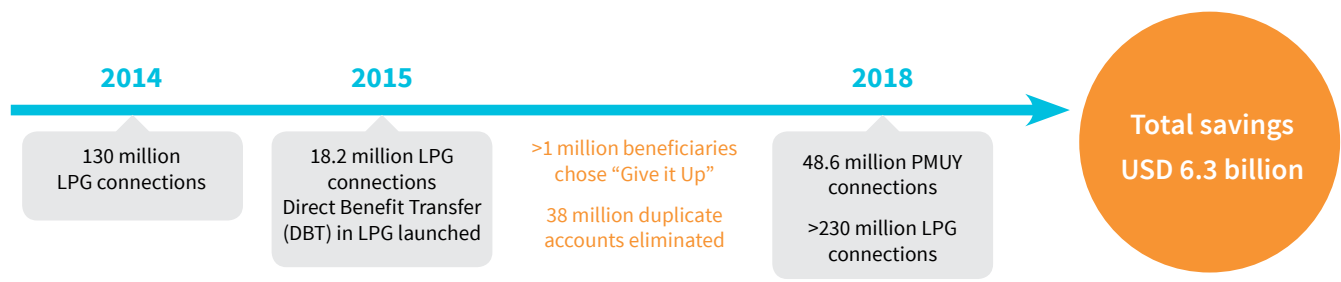 2014
130 million
LPG connections
2015
18.2 million LPG
connections
Direct Benefit Transfer
(DBT) in LPG launched
>1 million beneficiaries
chose “Give it Up”
38 million duplicate
accounts eliminated
2018
48.6 million PMUY
connections
>230 million LPG
connections
Total savings
USD 6.3 billion